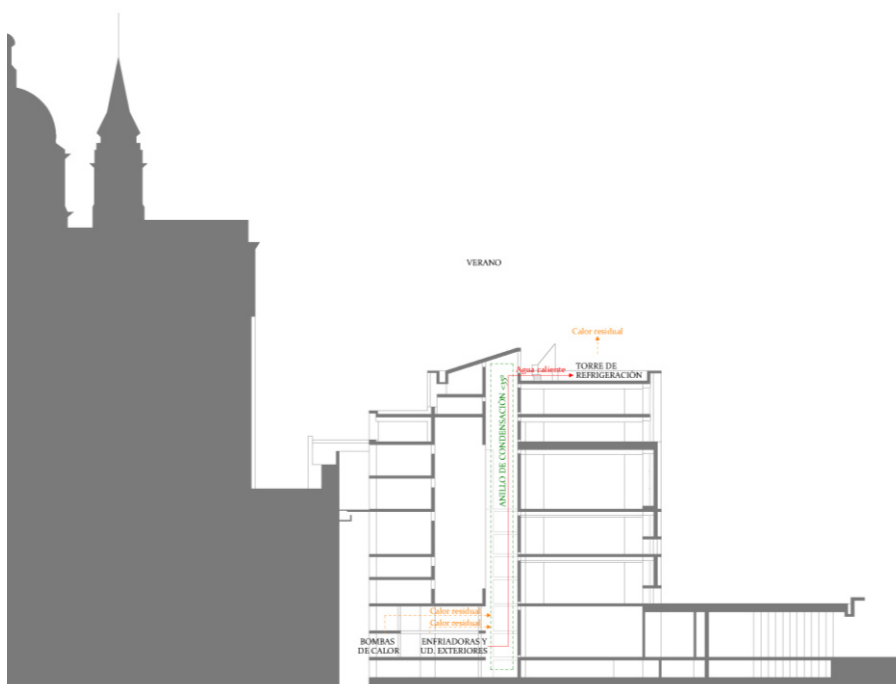 VERANO
Calor residual
TORRE DE
REFRIGERACIÓN
Agua caliente
ANILLO DE CONDENSACIÓN <35º
Calor residual
Calor residual
BOMBAS
DE CALOR
ENFRIADORAS Y
UD. EXTERIORES